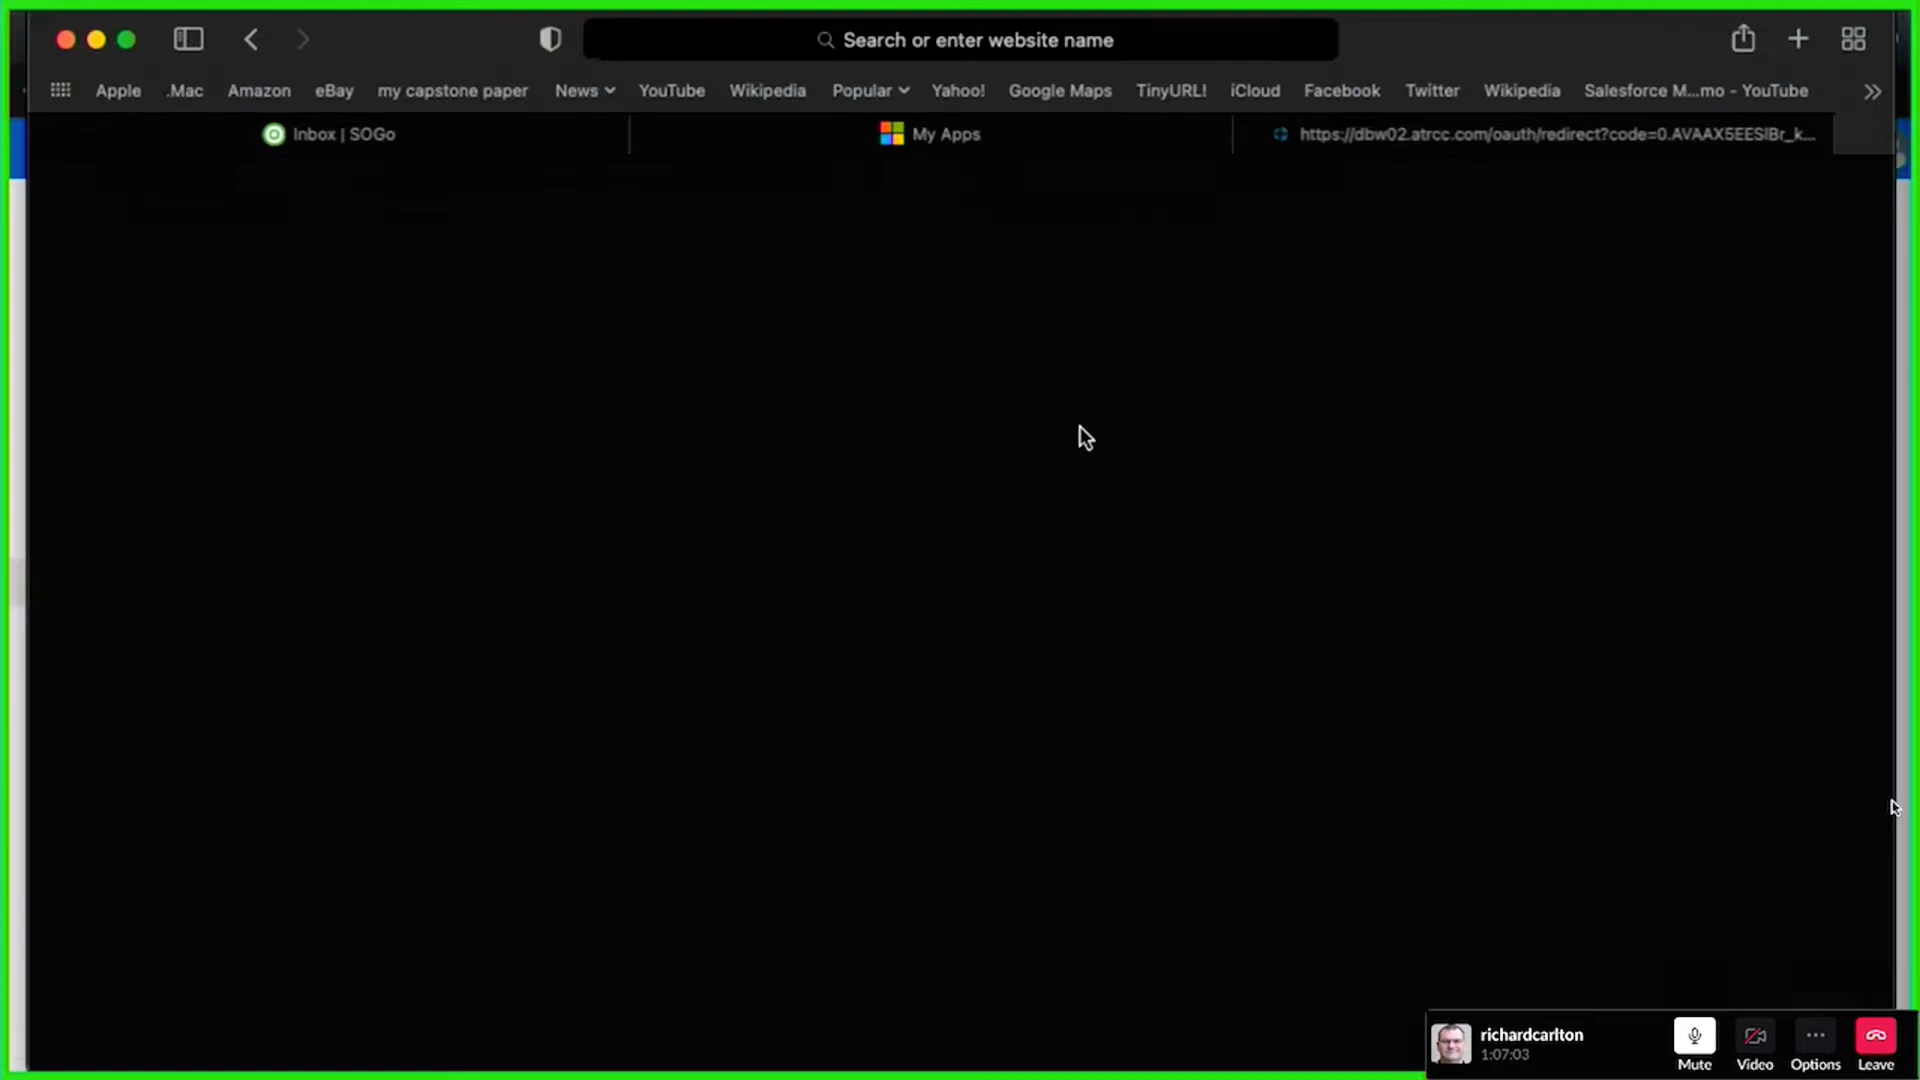 Search or enter website name
Apple .Mac Amazon eBay my capstone paper News YouTube Wikipedia Popular Yahoo! Google Maps TinyURL! iCloud Facebook Twitter Wikipedia Salesforce M...mo - YouTube
Inbox | SOGo My Apps https://dbw02.atrcc.com/oauth/redirect?code=0.AVAAX5EESIBr_k...
richardcarlton
1:07:03
Mute Video Options Leave